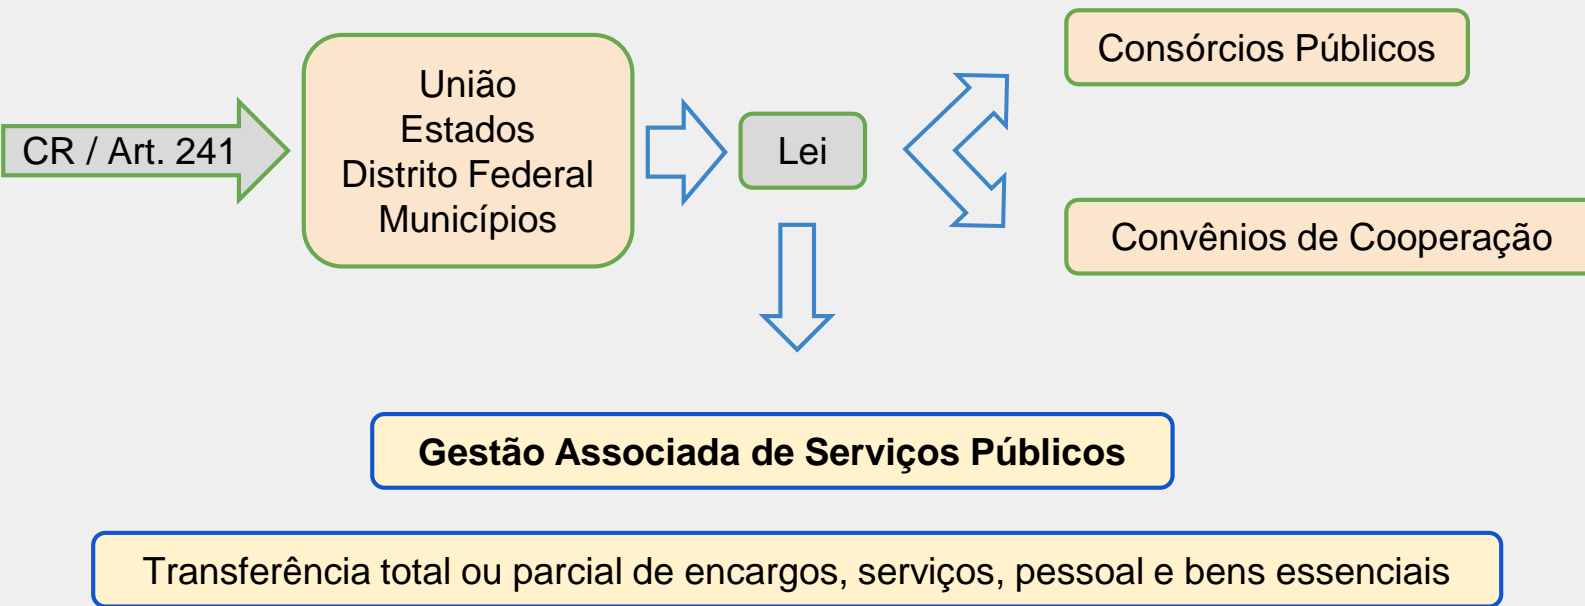 CR / Art. 241
União
Estados
Distrito Federal
Municípios
Lei
Consórcios Públicos
Convênios de Cooperação
Gestão Associada de Serviços Públicos
Transferência total ou parcial de encargos, serviços, pessoal e bens essenciais